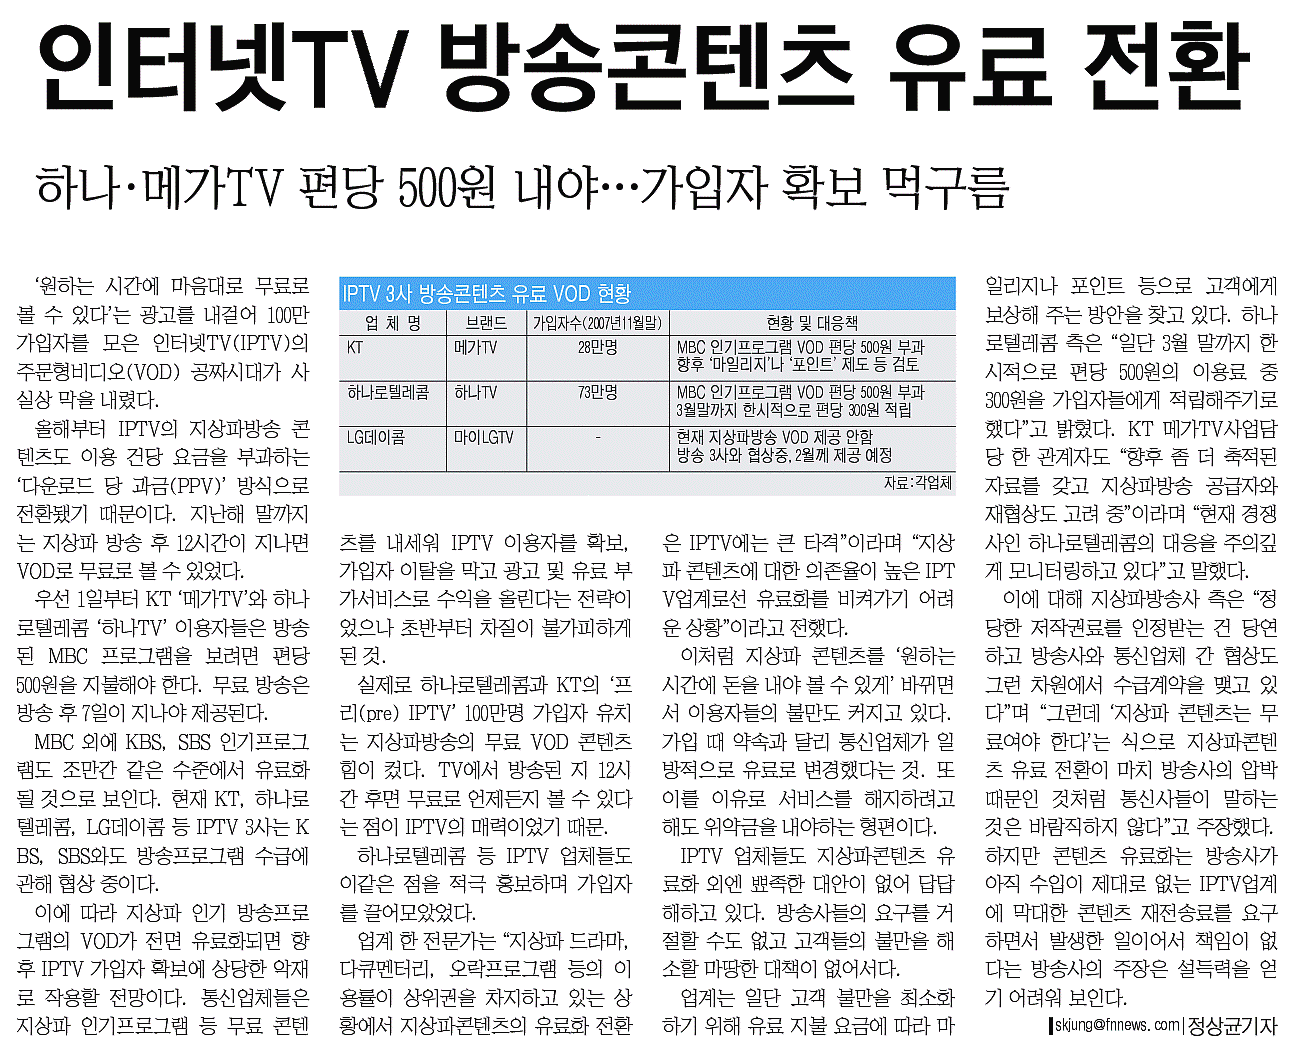 인터넷TV 방송콘텐츠 유료 전환
하나·메가TV 편당 500원 내야…가입자 확보 먹구름
‘원하는 시간에 마음대로 무료로
볼 수 있다’는 광고를 내걸어 100만
가입자를 모은 인터넷TV(IPTV)의
주문형비디오(VOD) 공짜시대가 사
실상 막을 내렸다.
올해부터 IPTV의 지상파방송 콘
텐츠도 이용 건당 요금을 부과하는
‘다운로드 당 과금(PPV)’ 방식으로
전환됐기 때문이다. 지난해 말까지
는 지상파 방송 후 12시간이 지나면
VOD로 무료로 볼 수 있었다.
우선 1일부터 KT ‘메가TV’와 하나
로텔레콤 ‘하나TV’ 이용자들은 방송
된 MBC 프로그램을 보려면 편당
500원을 지불해야 한다. 무료 방송은
방송 후 7일이 지나야 제공된다.
MBC 외에 KBS, SBS 인기프로그
램도 조만간 같은 수준에서 유료화
될 것으로 보인다. 현재 KT, 하나로
텔레콤, LG데이콤 등 IPTV 3사는 K
BS, SBS와도 방송프로그램 수급에
관해 협상 중이다.
이에 따라 지상파 인기 방송프로
그램의 VOD가 전면 유료화되면 향
후 IPTV 가입자 확보에 상당한 악재
로 작용할 전망이다. 통신업체들은
지상파 인기프로그램 등 무료 콘텐
IPTV 3사 방송콘텐츠 유료 VOD 현황
업 체 명 브랜드 가입자수(2007년11월말) 현황 및 대응책
KT 메가TV 28만명 MBC 인기프로그램 VOD 편당 500원 부과
향후 ‘마일리지’나 ‘포인트’ 제도 등 검토
하나로텔레콤 하나TV 73만명 MBC 인기프로그램 VOD 편당 500원 부과
3월말까지 한시적으로 편당 300원 적립
LG데이콤 마이LGTV - 현재 지상파방송 VOD 제공 안함
방송 3사와 협상중, 2월께 제공 예정
자료:각업체
츠를 내세워 IPTV 이용자를 확보,
가입자 이탈을 막고 광고 및 유료 부
가서비스로 수익을 올린다는 전략이
었으나 초반부터 차질이 불가피하게
된 것.
실제로 하나로텔레콤과 KT의 ‘프
리(pre) IPTV’ 100만명 가입자 유치
는 지상파방송의 무료 VOD 콘텐츠
힘이 컸다. TV에서 방송된 지 12시
간 후면 무료로 언제든지 볼 수 있다
는 점이 IPTV의 매력이었기 때문.
하나로텔레콤 등 IPTV 업체들도
이같은 점을 적극 홍보하며 가입자
를 끌어모았었다.
업계 한 전문가는 “지상파 드라마,
다큐멘터리, 오락프로그램 등의 이
용률이 상위권을 차지하고 있는 상
황에서 지상파콘텐츠의 유료화 전환
은 IPTV에는 큰 타격”이라며 “지상
파 콘텐츠에 대한 의존율이 높은 IPT
V업계로선 유료화를 비켜가기 어려
운 상황”이라고 전했다.
이처럼 지상파 콘텐츠를 ‘원하는
시간에 돈을 내야 볼 수 있게’ 바뀌면
서 이용자들의 불만도 커지고 있다.
가입 때 약속과 달리 통신업체가 일
방적으로 유료로 변경했다는 것. 또
이를 이유로 서비스를 해지하려고
해도 위약금을 내야하는 형편이다.
IPTV 업체들도 지상파콘텐츠 유
료화 외엔 뾰족한 대안이 없어 답답
해하고 있다. 방송사들의 요구를 거
절할 수도 없고 고객들의 불만을 해
소할 마땅한 대책이 없어서다.
업계는 일단 고객 불만을 최소화
하기 위해 유료 지불 요금에 따라 마
일리지나 포인트 등으로 고객에게
보상해 주는 방안을 찾고 있다. 하나
로텔레콤 측은 “일단 3월 말까지 한
시적으로 편당 500원의 이용료 중
300원을 가입자들에게 적립해주기로
했다”고 밝혔다. KT 메가TV사업담
당 한 관계자도 “향후 좀 더 축적된
자료를 갖고 지상파방송 공급자와
재협상도 고려 중”이라며 “현재 경쟁
사인 하나로텔레콤의 대응을 주의깊
게 모니터링하고 있다”고 말했다.
이에 대해 지상파방송사 측은 “정
당한 저작권료를 인정받는 건 당연
하고 방송사와 통신업체 간 협상도
그런 차원에서 수급계약을 맺고 있
다”며 “그런데 ‘지상파 콘텐츠는 무
료여야 한다’는 식으로 지상파콘텐
츠 유료 전환이 마치 방송사의 압박
때문인 것처럼 통신사들이 말하는
것은 바람직하지 않다”고 주장했다.
하지만 콘텐츠 유료화는 방송사가
아직 수입이 제대로 없는 IPTV업계
에 막대한 콘텐츠 재전송료를 요구
하면서 발생한 일이어서 책임이 없
다는 방송사의 주장은 설득력을 얻
기 어려워 보인다.
skjung@fnnews.com 정상균기자